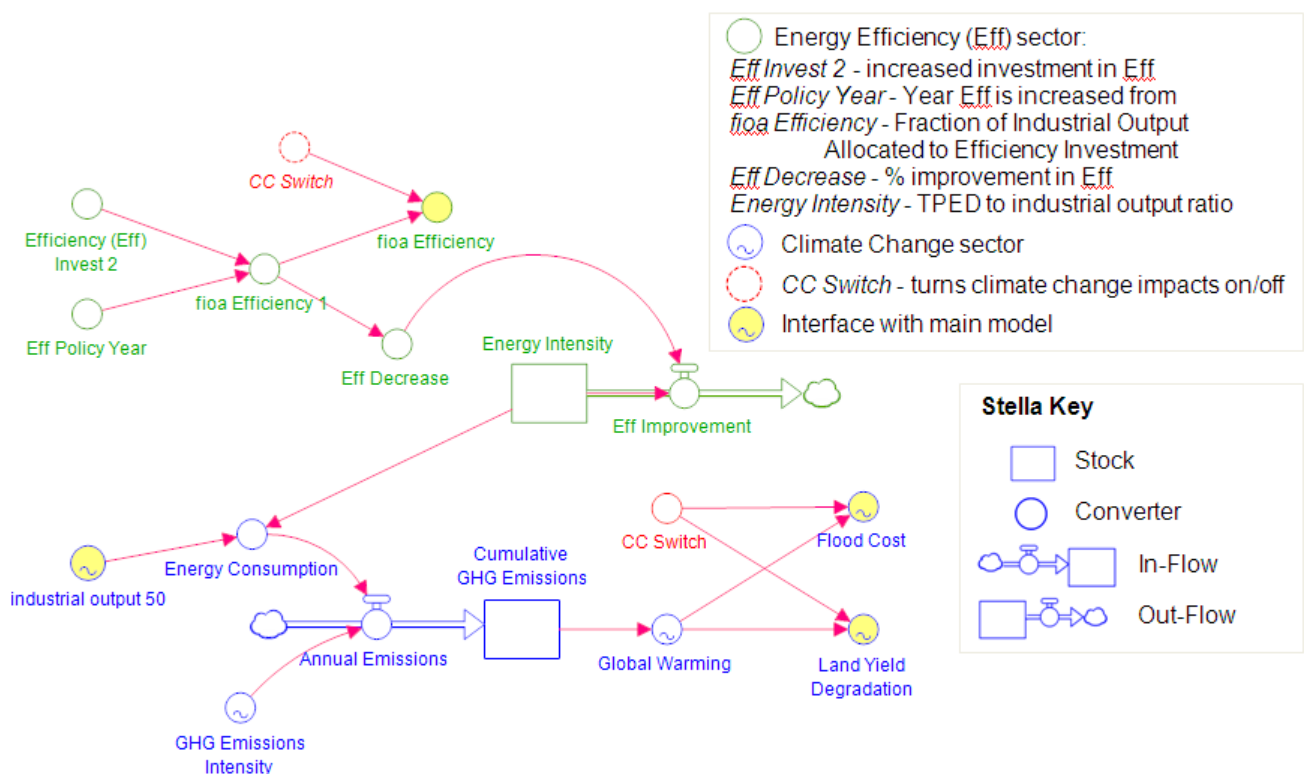 Energy Efficiency (Eff) sector:
Eff Invest 2 - increased investment in Eff
Eff Policy Year - Year Eff is increased from
fioa Efficiency - Fraction of Industrial Output
Allocated to Efficiency Investment
Eff Decrease - % improvement in Eff
Energy Intensity - TPED to industrial output ratio
Climate Change sector
CC Switch - turns climate change impacts on/off
Interface with main model
CC Switch
Efficiency (Eff)
Invest 2
fioa Efficiency
fioa Efficiency 1
Eff Policy Year
Eff Decrease
Energy Intensity
Eff Improvement
Stella Key
Stock
Converter
In-Flow
Out-Flow
industrial output 50
Energy Consumption
Cumulative
GHG Emissions
CC Switch
Flood Cost
Annual Emissions
Global Warming
Land Yield
Degradation
GHG Emissions
Intensity